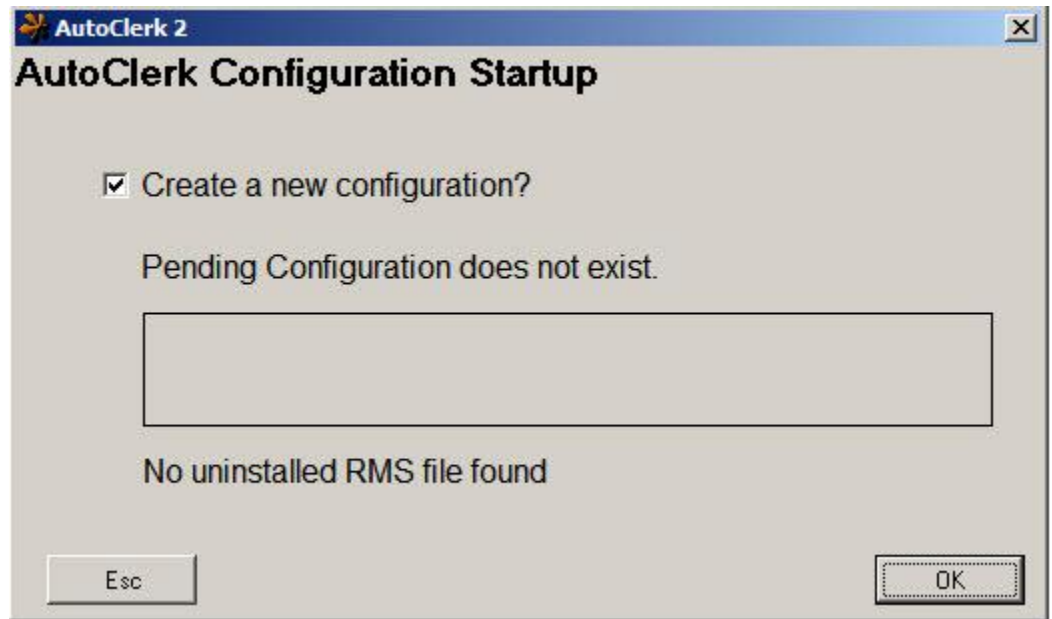 AutoClerk 2
AutoClerk Configuration Startup
Create a new configuration?
Pending Configuration does not exist.
No uninstalled RMS file found
Esc
OK